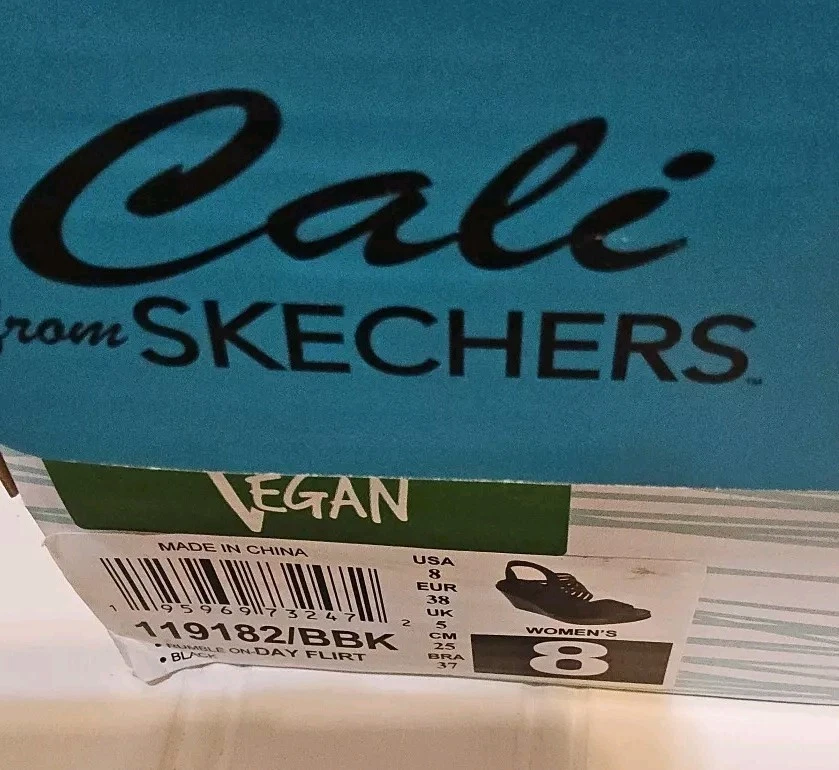 Cali
from SKECHERS™
VEGAN
MADE IN CHINA
1 95969 73247 2
119182/BBK
• RUMBLE ON-DAY FLIRT
• BLACK
USA
8
EUR
38
UK
5
CM
25
BRA
37
WOMEN'S
8